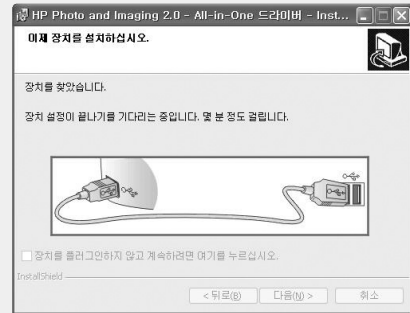 HP Photo and Imaging 2.0 - All-in-One 드라이버 - Inst...
이제 장치를 설치하십시오.
장치를 찾았습니다.
장치 설정이 끝나기를 기다리는 중입니다. 몇 분 정도 걸립니다.
장치를 플러그인하지 않고 계속하려면 여기를 누르십시오.
InstallShield
< 뒤로(B)
다음(N) >
취소